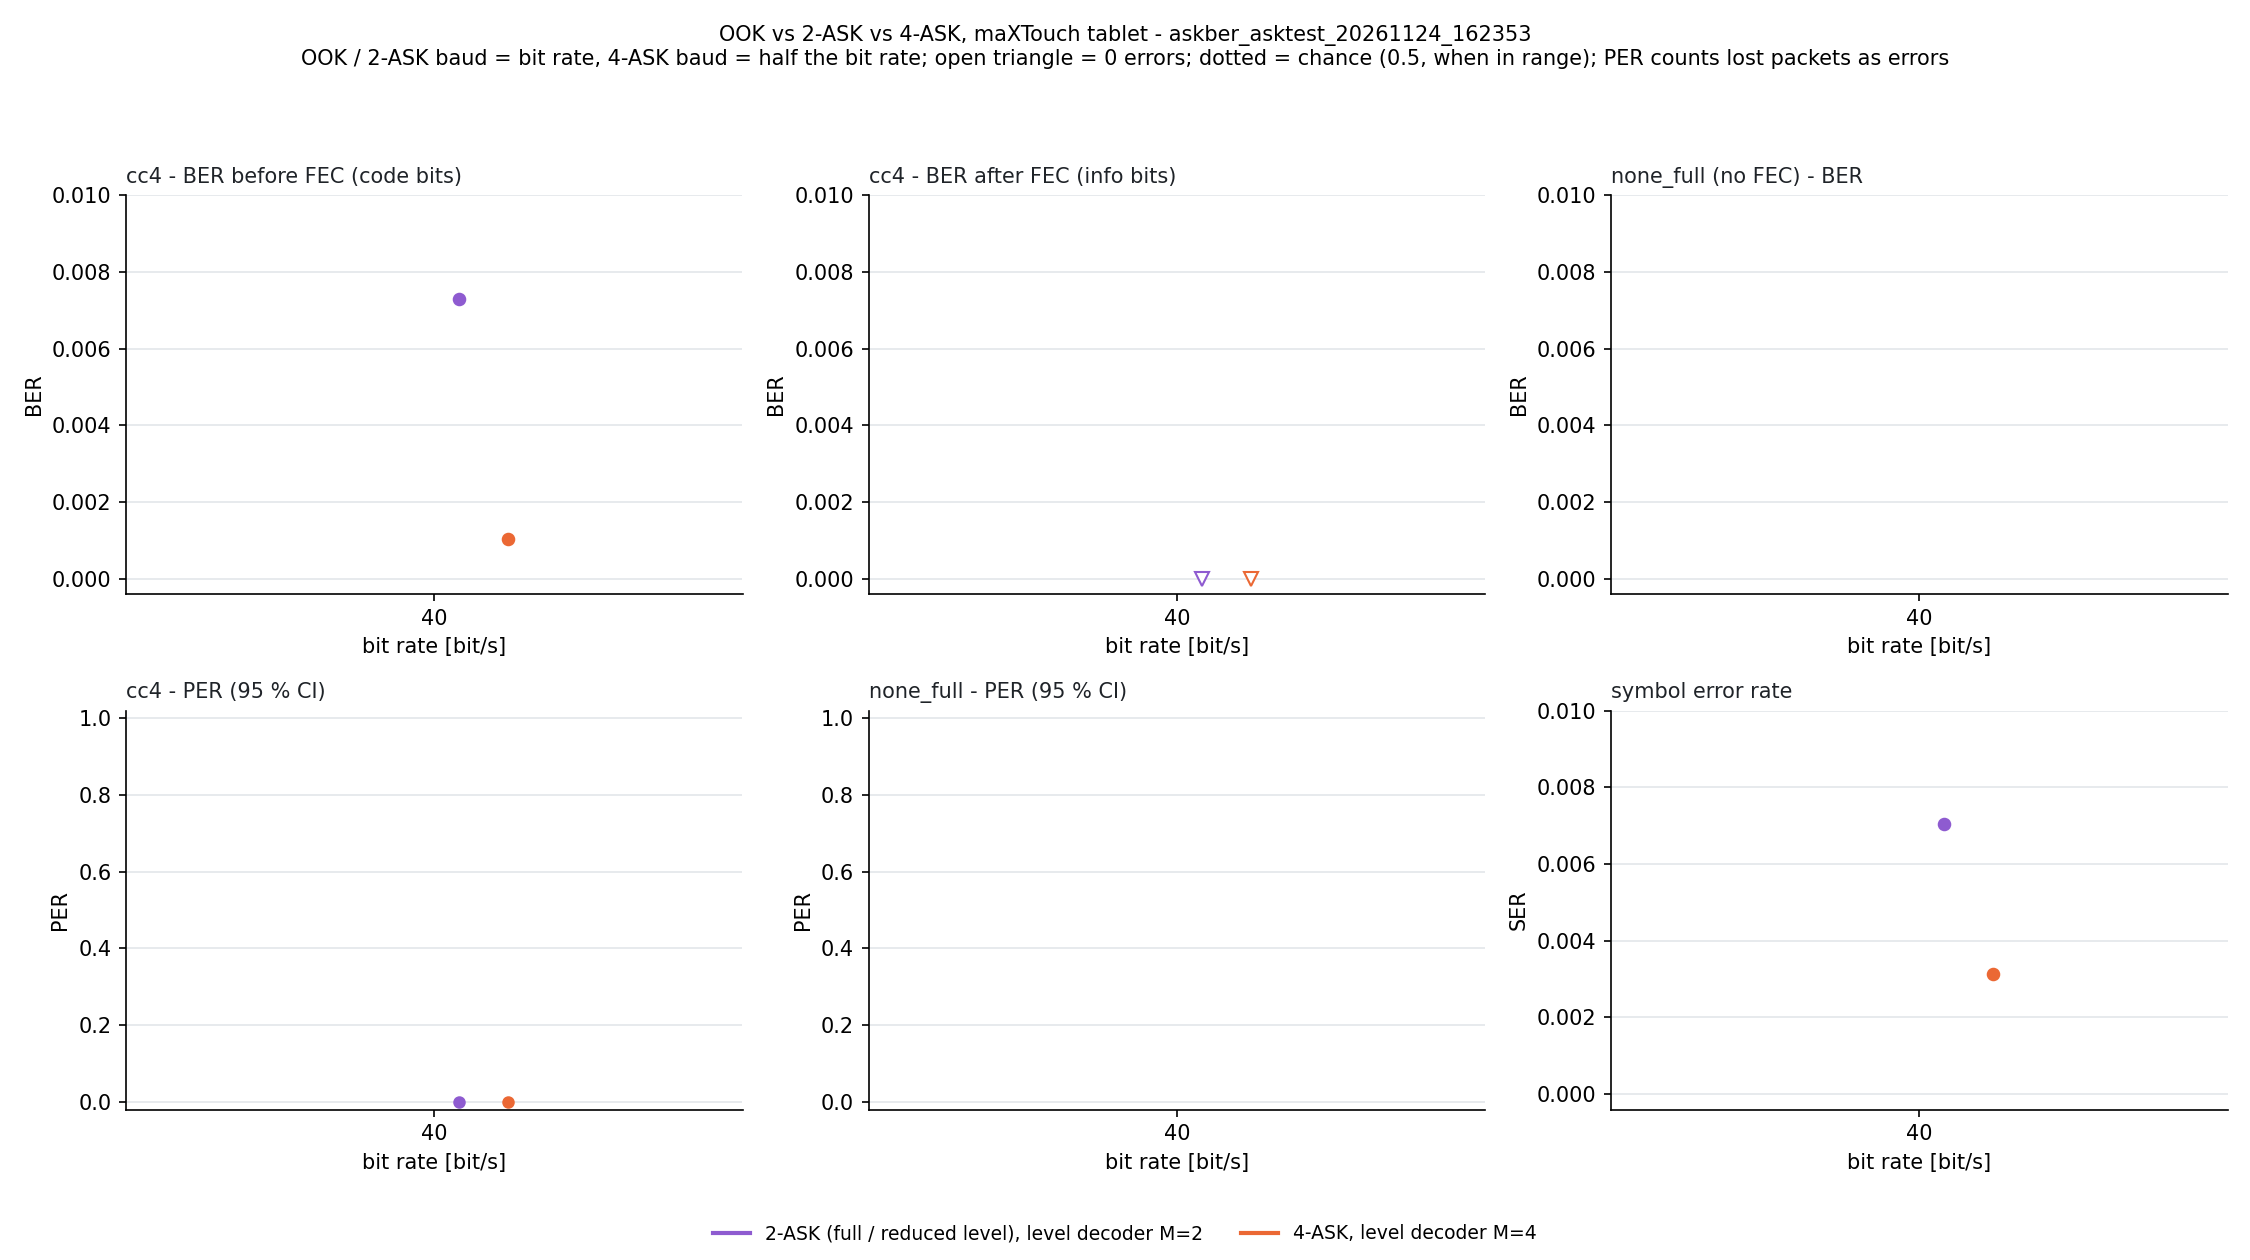 OOK vs 2-ASK vs 4-ASK, maXTouch tablet - askber_asktest_20261124_162353
OOK / 2-ASK baud = bit rate, 4-ASK baud = half the bit rate; open triangle = 0 errors; dotted = chance (0.5, when in range); PER counts lost packets as errors
cc4 - BER before FEC (code bits)
0.010
0.008
0.006
0.004
0.002
0.000
BER
40
bit rate [bit/s]
cc4 - BER after FEC (info bits)
0.010
0.008
0.006
0.004
0.002
0.000
BER
40
bit rate [bit/s]
none_full (no FEC) - BER
0.010
0.008
0.006
0.004
0.002
0.000
BER
40
bit rate [bit/s]
cc4 - PER (95 % CI)
1.0
0.8
0.6
0.4
0.2
0.0
PER
40
bit rate [bit/s]
none_full - PER (95 % CI)
1.0
0.8
0.6
0.4
0.2
0.0
PER
40
bit rate [bit/s]
symbol error rate
0.010
0.008
0.006
0.004
0.002
0.000
SER
40
bit rate [bit/s]
2-ASK (full / reduced level), level decoder M=2
4-ASK, level decoder M=4